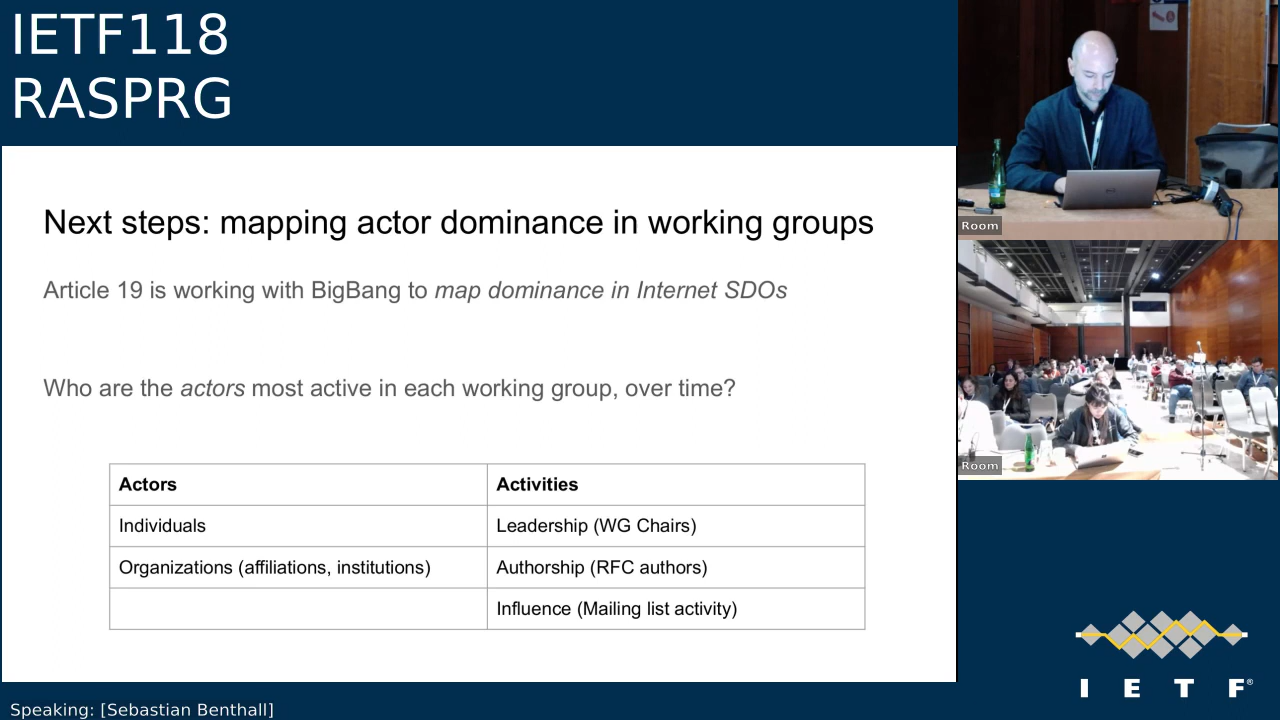 IETF118
RASPRG
Next steps: mapping actor dominance in working groups
Article 19 is working with BigBang to map dominance in Internet SDOs
Who are the actors most active in each working group, over time?
Actors
Activities
Individuals
Leadership (WG Chairs)
Organizations (affiliations, institutions)
Authorship (RFC authors)
Influence (Mailing list activity)
Room
Room
I E T F®
Speaking: [Sebastian Benthall]